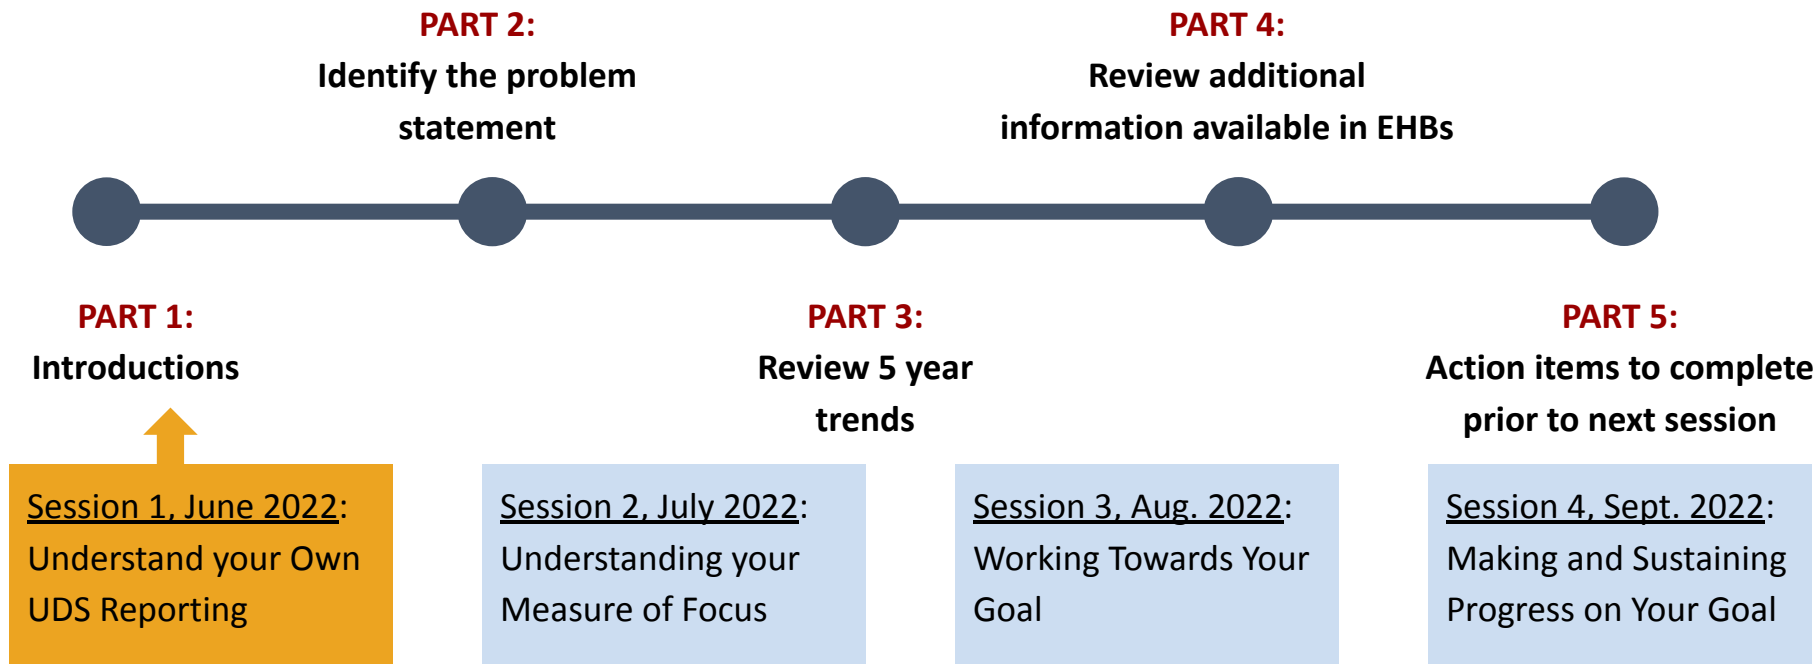 PART 2:
Identify the problem
statement
PART 4:
Review additional
information available in EHBs
PART 1:
Introductions
PART 3:
Review 5 year
trends
PART 5:
Action items to complete
prior to next session
Session 1, June 2022:
Understand your Own
UDS Reporting
Session 2, July 2022:
Understanding your
Measure of Focus
Session 3, Aug. 2022:
Working Towards Your
Goal
Session 4, Sept. 2022:
Making and Sustaining
Progress on Your Goal